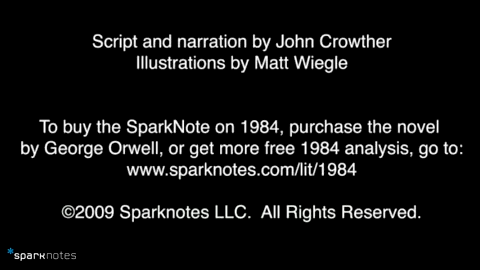 Script and narration by John Crowther
Illustrations by Matt Wiegle
To buy the SparkNote on 1984, purchase the novel
by George Orwell, or get more free 1984 analysis, go to:
www.sparknotes.com/lit/1984
©2009 Sparknotes LLC.  All Rights Reserved.
*sparknotes